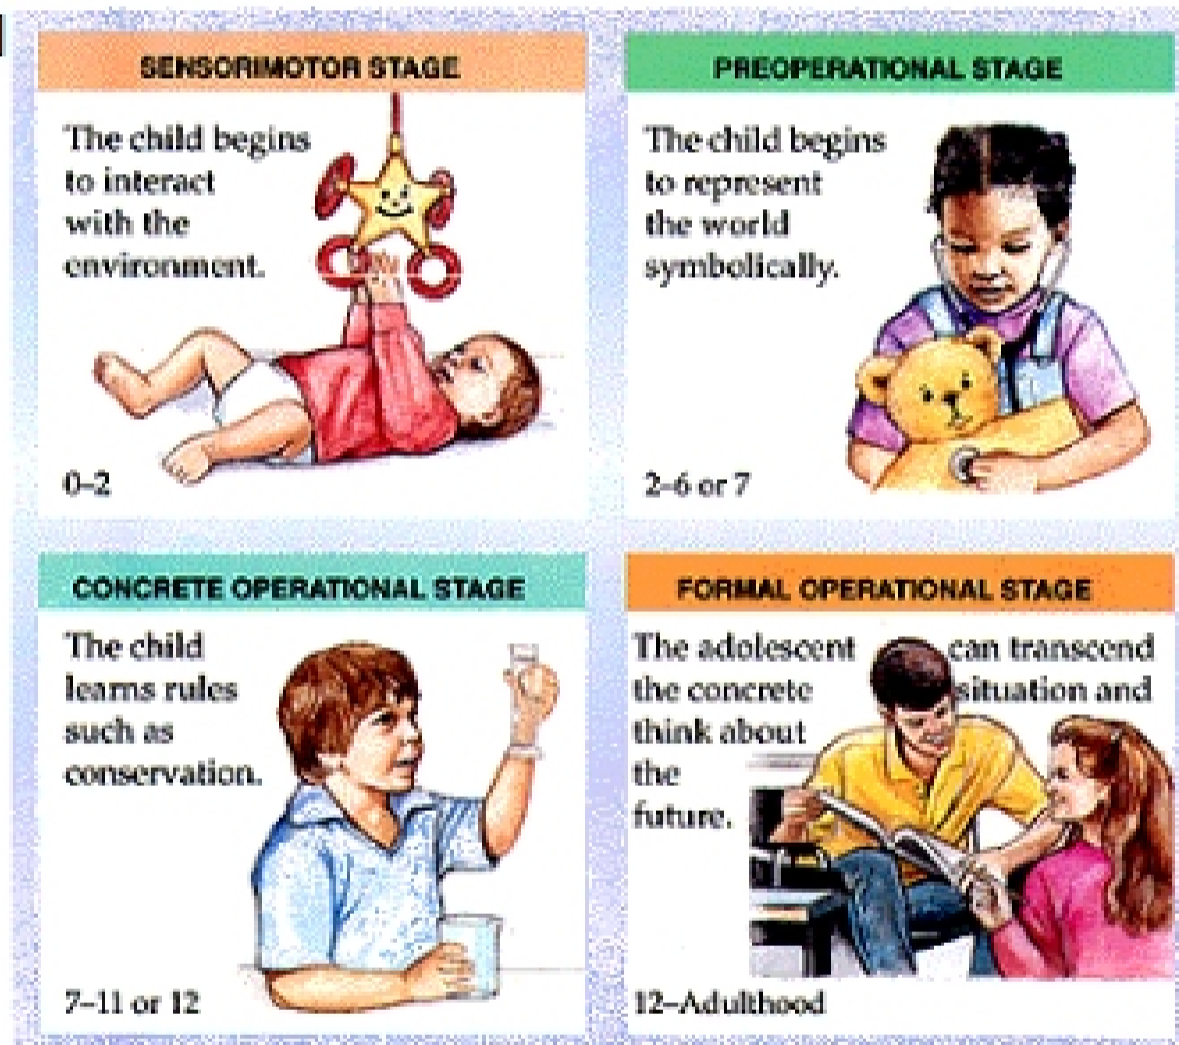 SENSORIMOTOR STAGE
The child begins
to interact
with the
environment.
0–2
PREOPERATIONAL STAGE
The child begins
to represent
the world
symbolically.
2–6 or 7
CONCRETE OPERATIONAL STAGE
The child
learns rules
such as
conservation.
7–11 or 12
FORMAL OPERATIONAL STAGE
The adolescent can transcend
the concrete situation and
think about
the
future.
12–Adulthood